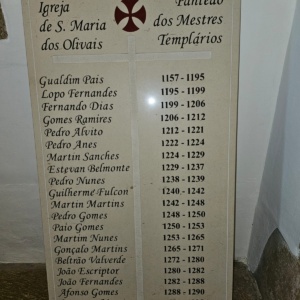 Igreja
de S. Maria
dos Olivais
Panteão
dos Mestres
Templários
Gualdim Pais 1157 - 1195
Lopo Fernandes 1195 - 1199
Fernando Dias 1199 - 1206
Gomes Ramires 1206 - 1212
Pedro Alvito 1212 - 1221
Pedro Anes 1222 - 1224
Martin Sanches 1224 - 1229
Estevan Belmonte 1229 - 1237
Pedro Nunes 1238 - 1239
Guilherme Fulcon 1240 - 1242
Martin Martins 1242 - 1248
Pedro Gomes 1248 - 1250
Paio Gomes 1250 - 1253
Martim Nunes 1253 - 1265
Gonçalo Martins 1265 - 1271
Beltrão Valverde 1272 - 1280
João Escriptor 1280 - 1282
João Fernandes 1282 - 1288
Afonso Gomes 1288 - 1290